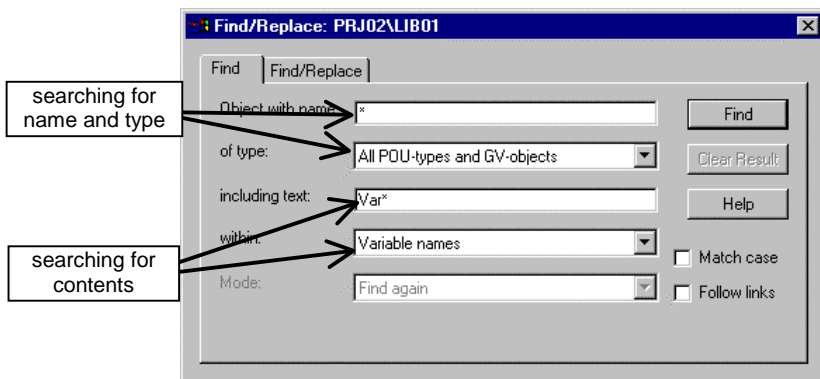 Find/Replace: PRJ02\LIB01
Find
Find/Replace
searching for
name and type
Object with name
*
Find
of type:
All POU-types and GV-objects
Clear Result
including text:
Var*
Help
searching for
contents
within:
Variable names
Match case
Mode:
Find again
Follow links